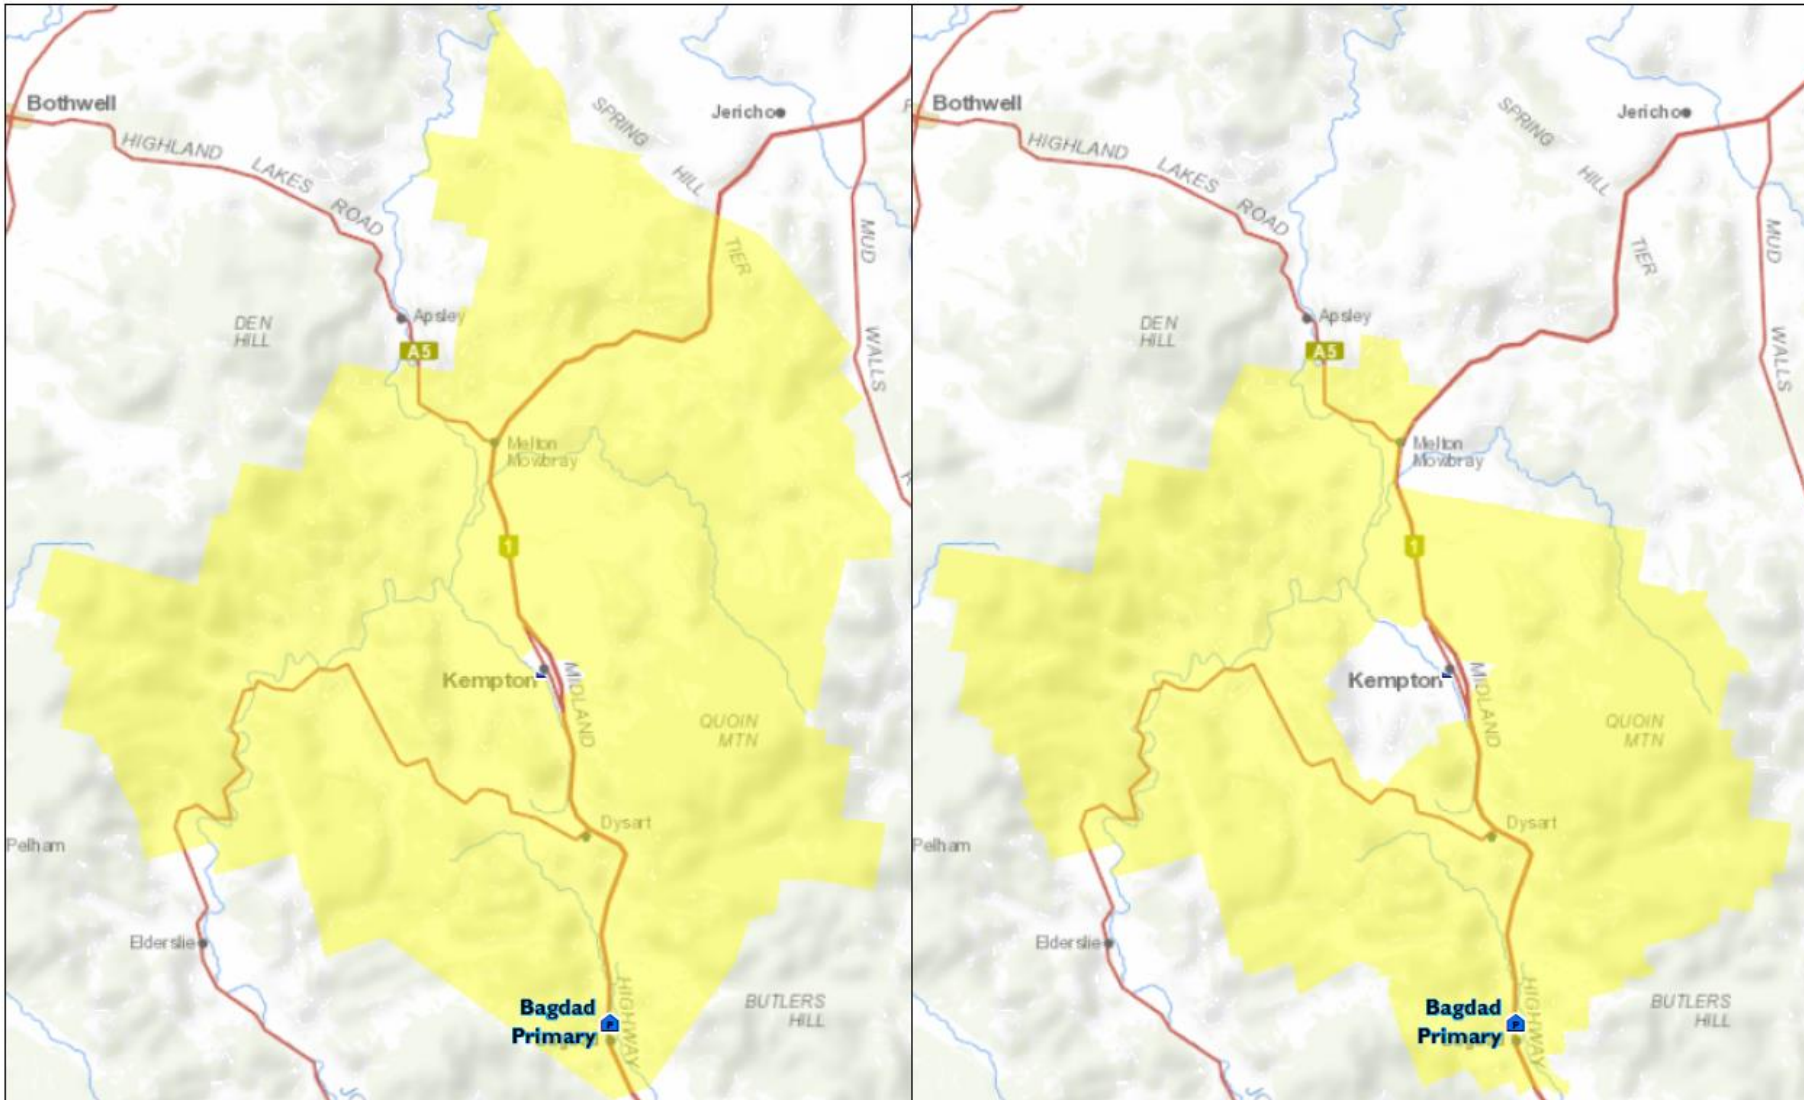 Bothwell
HIGHLAND
LAKES
ROAD
SPRING
HILL
TIER
Jericho
MUD
WALLS
DEN
HILL
Apsley
A5
Melton
Mowbray
1
Kempton
MIDLAND
QUOIN
MTN
Dysart
Pelham
Elderslie
Bagdad
Primary
P
HIGHWAY
BUTLERS
HILL
Bothwell
HIGHLAND
LAKES
ROAD
SPRING
HILL
TIER
Jericho
MUD
WALLS
DEN
HILL
Apsley
A5
Melton
Mowbray
1
Kempton
MIDLAND
QUOIN
MTN
Dysart
Pelham
Elderslie
Bagdad
Primary
P
HIGHWAY
BUTLERS
HILL